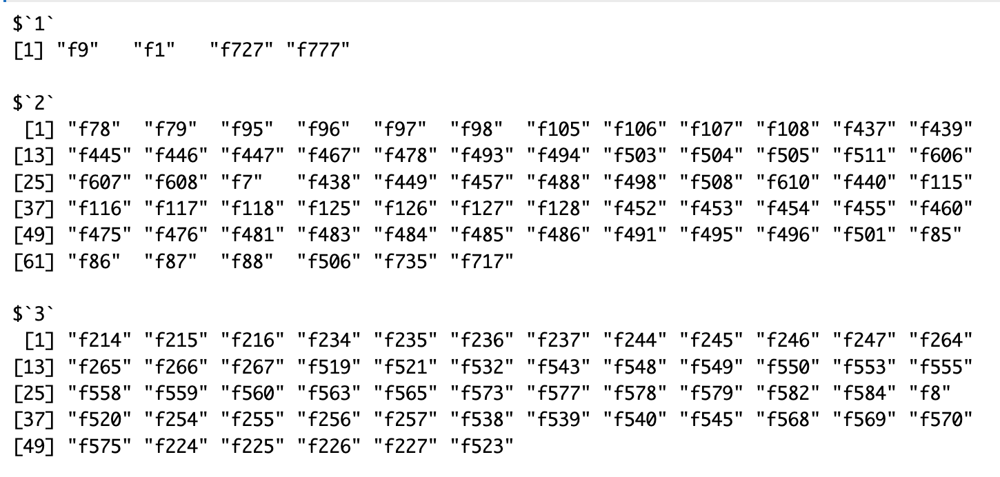 $`1`
[1] "f9"   "f1"   "f727" "f777"
$`2`
[1] "f78"  "f79"  "f95"  "f96"  "f97"  "f98"  "f105" "f106" "f107" "f108" "f437" "f439"
[13] "f445" "f446" "f447" "f467" "f478" "f493" "f494" "f503" "f504" "f505" "f511" "f606"
[25] "f607" "f608" "f7"   "f438" "f449" "f457" "f488" "f498" "f508" "f610" "f440" "f115"
[37] "f116" "f117" "f118" "f125" "f126" "f127" "f128" "f452" "f453" "f454" "f455" "f460"
[49] "f475" "f476" "f481" "f483" "f484" "f485" "f486" "f491" "f495" "f496" "f501" "f85"
[61] "f86"  "f87"  "f88"  "f506" "f735" "f717"
$`3`
[1] "f214" "f215" "f216" "f234" "f235" "f236" "f237" "f244" "f245" "f246" "f247" "f264"
[13] "f265" "f266" "f267" "f519" "f521" "f532" "f543" "f548" "f549" "f550" "f553" "f555"
[25] "f558" "f559" "f560" "f563" "f565" "f573" "f577" "f578" "f579" "f582" "f584" "f8"
[37] "f520" "f254" "f255" "f256" "f257" "f538" "f539" "f540" "f545" "f568" "f569" "f570"
[49] "f575" "f224" "f225" "f226" "f227" "f523"